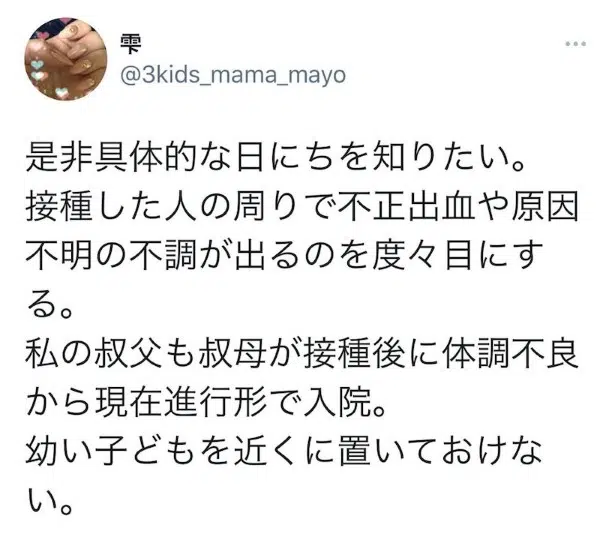 雫
@3kids_mama_mayo
是非具体的な日にちを知りたい。
接種した人の周りで不正出血や原因
不明の不調が出るのを度々目にす
る。
私の叔父も叔母が接種後に体調不良
から現在進行形で入院。
幼い子どもを近くに置いておけな
い。